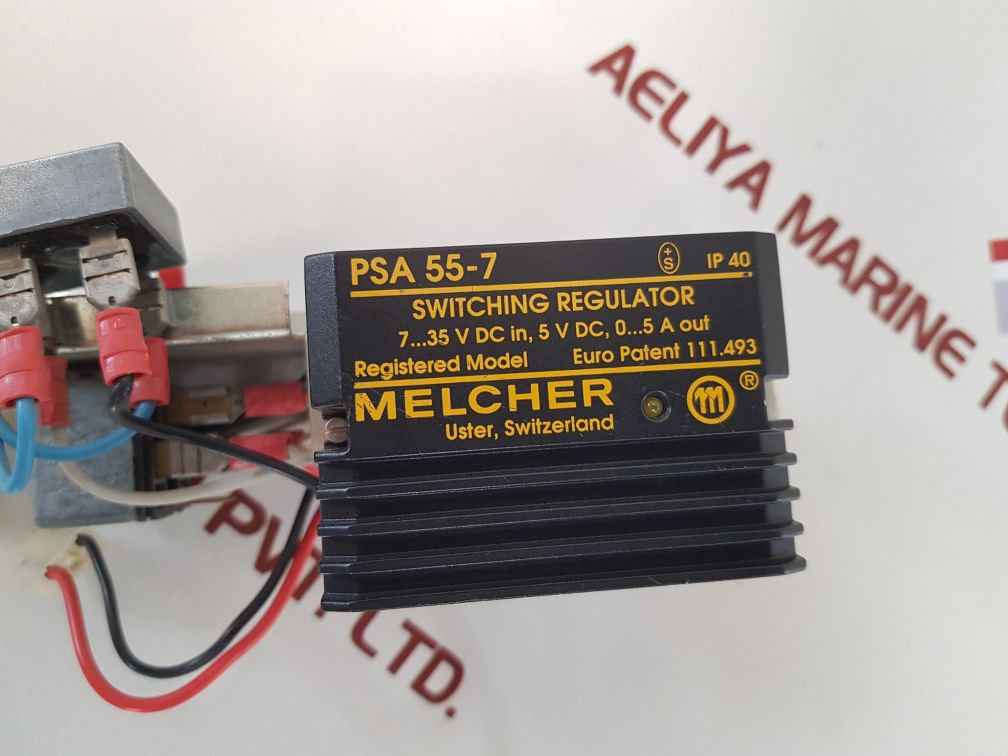 AELIYA MARINE T
PVT. LTD.
PSA 55-7
+
S
IP 40
SWITCHING REGULATOR
7...35 V DC in, 5 V DC, 0...5 A out
Registered Model Euro Patent 111.493
MELCHER
m ®
Uster, Switzerland